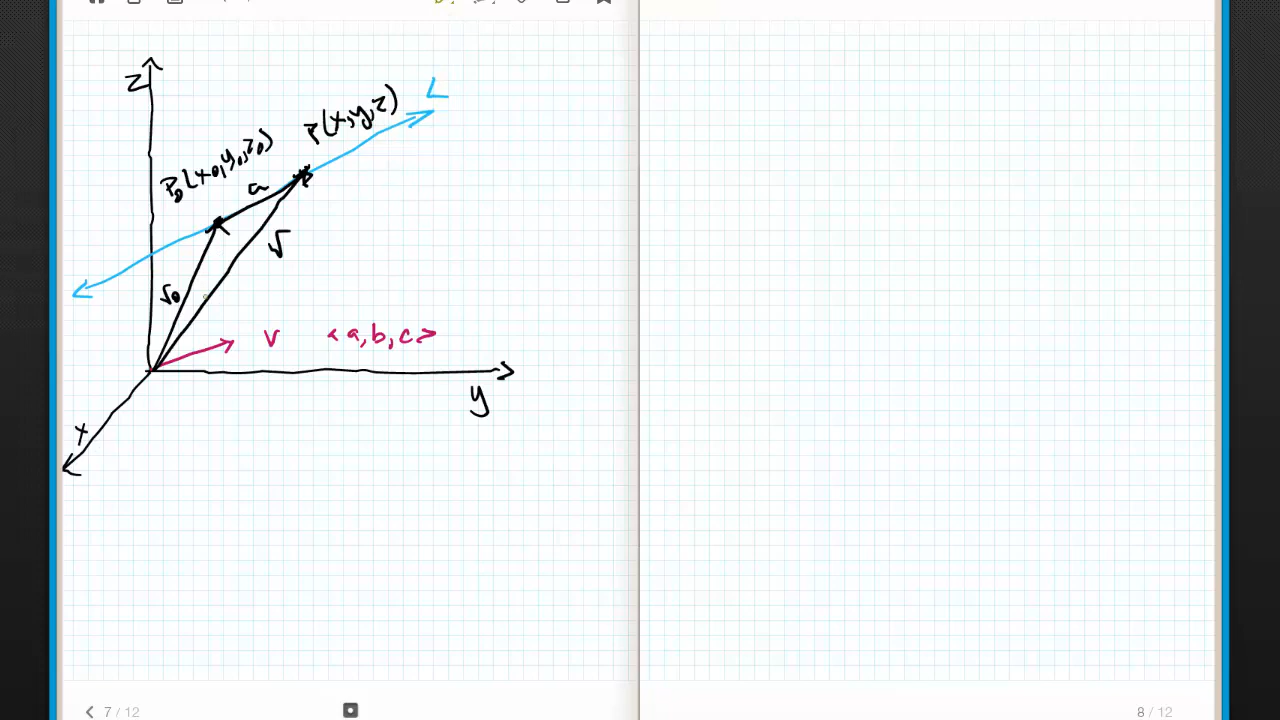 Z
L
P(x,y,z)
P₀(x₀,y₀,z₀)
a
r
r₀
v <a,b,c>
y
x
7 / 12
8 / 12